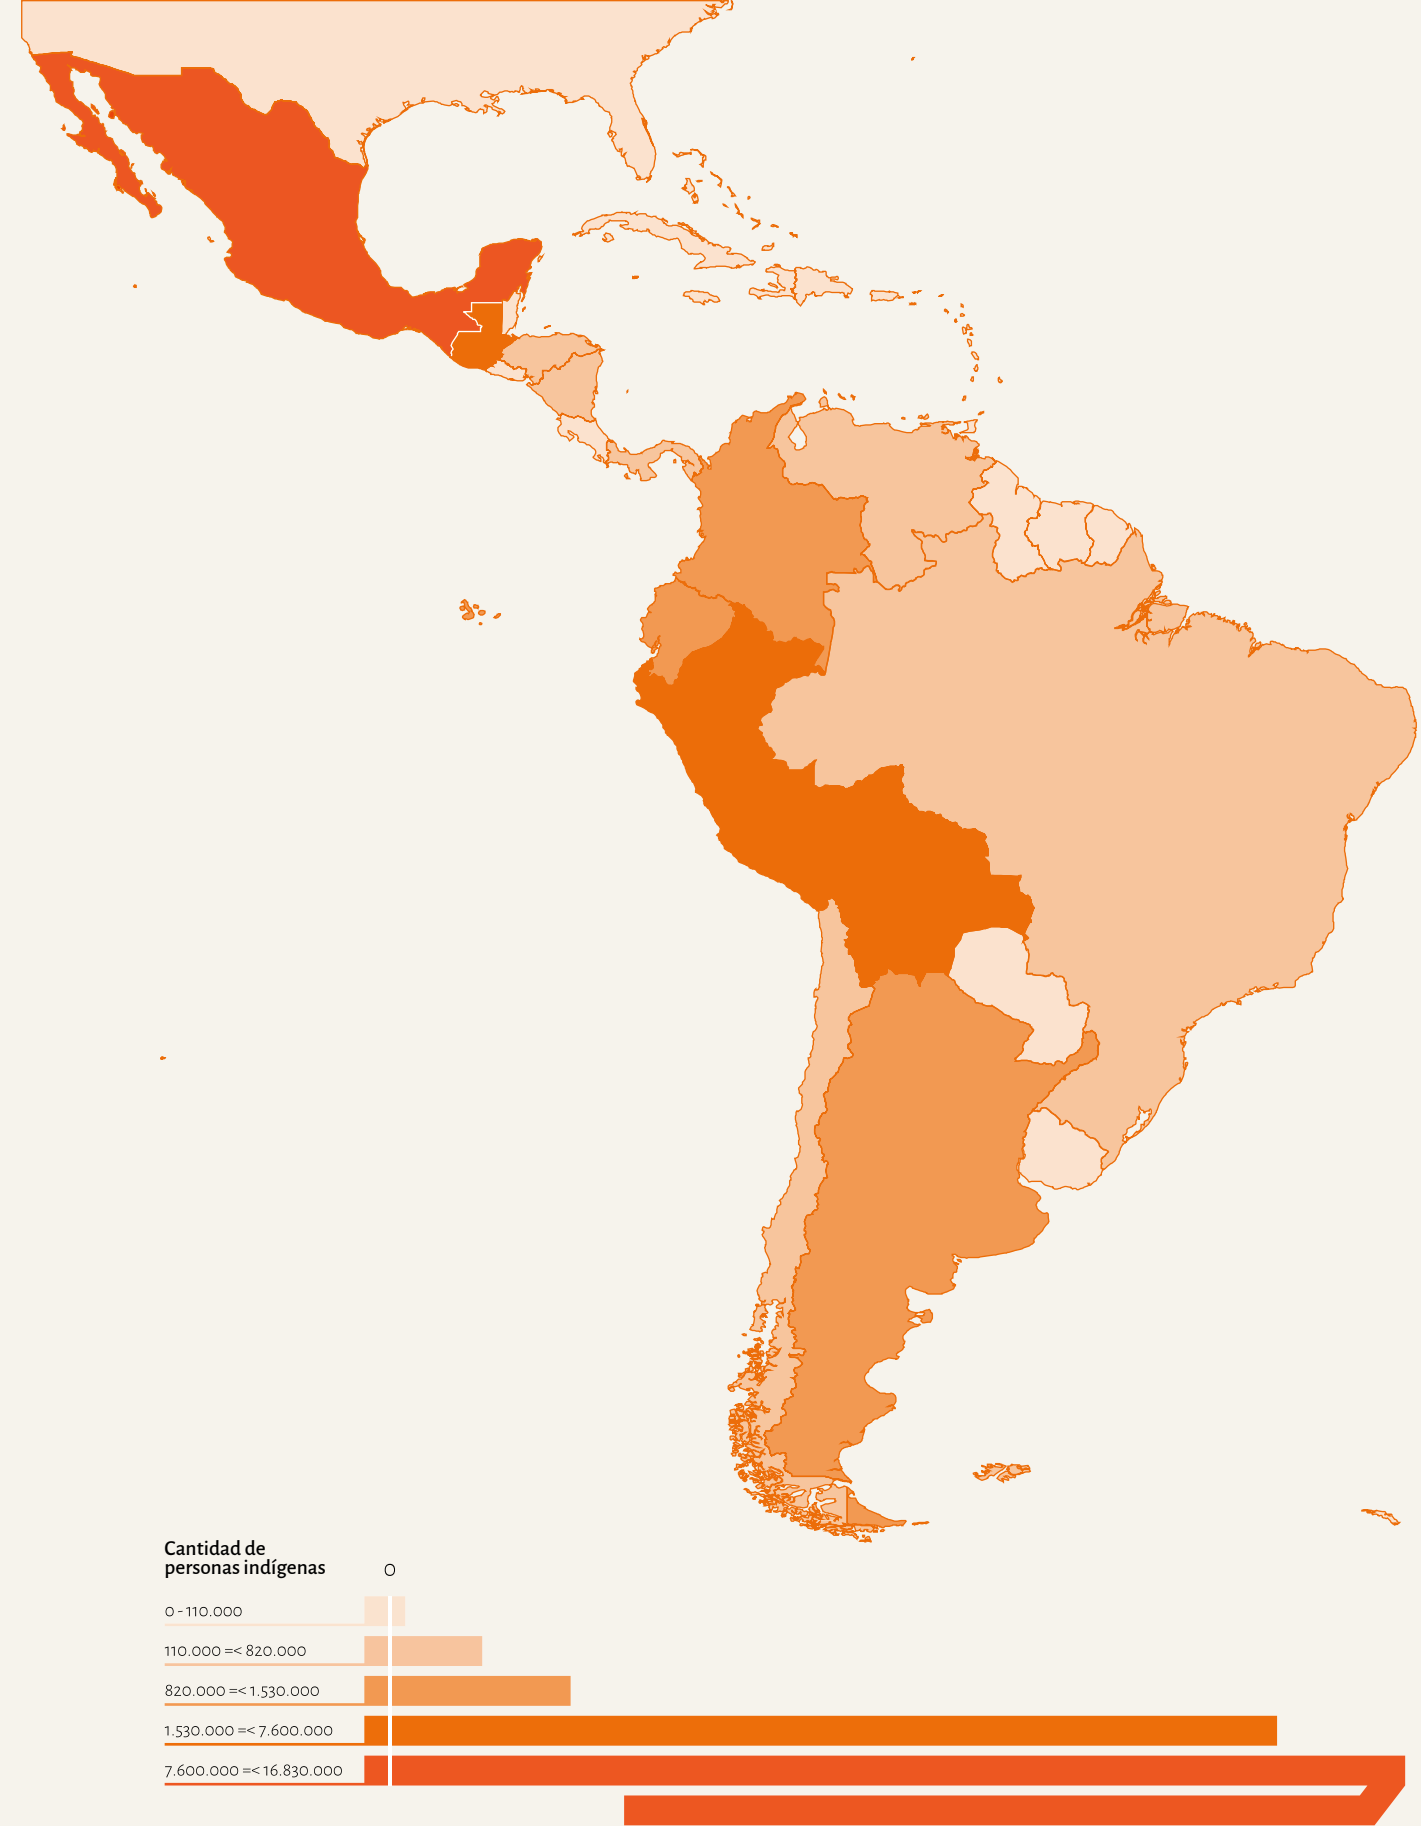 Cantidad de
personas indígenas
0
0 - 110.000
110.000 =< 820.000
820.000 =< 1.530.000
1.530.000 =< 7.600.000
7.600.000 =< 16.830.000